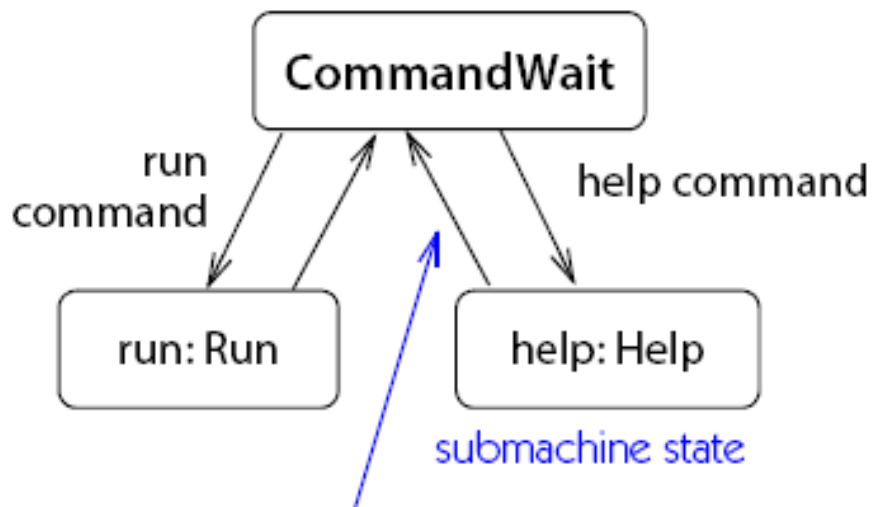 CommandWait
run
command
help command
run: Run
help: Help
submachine state